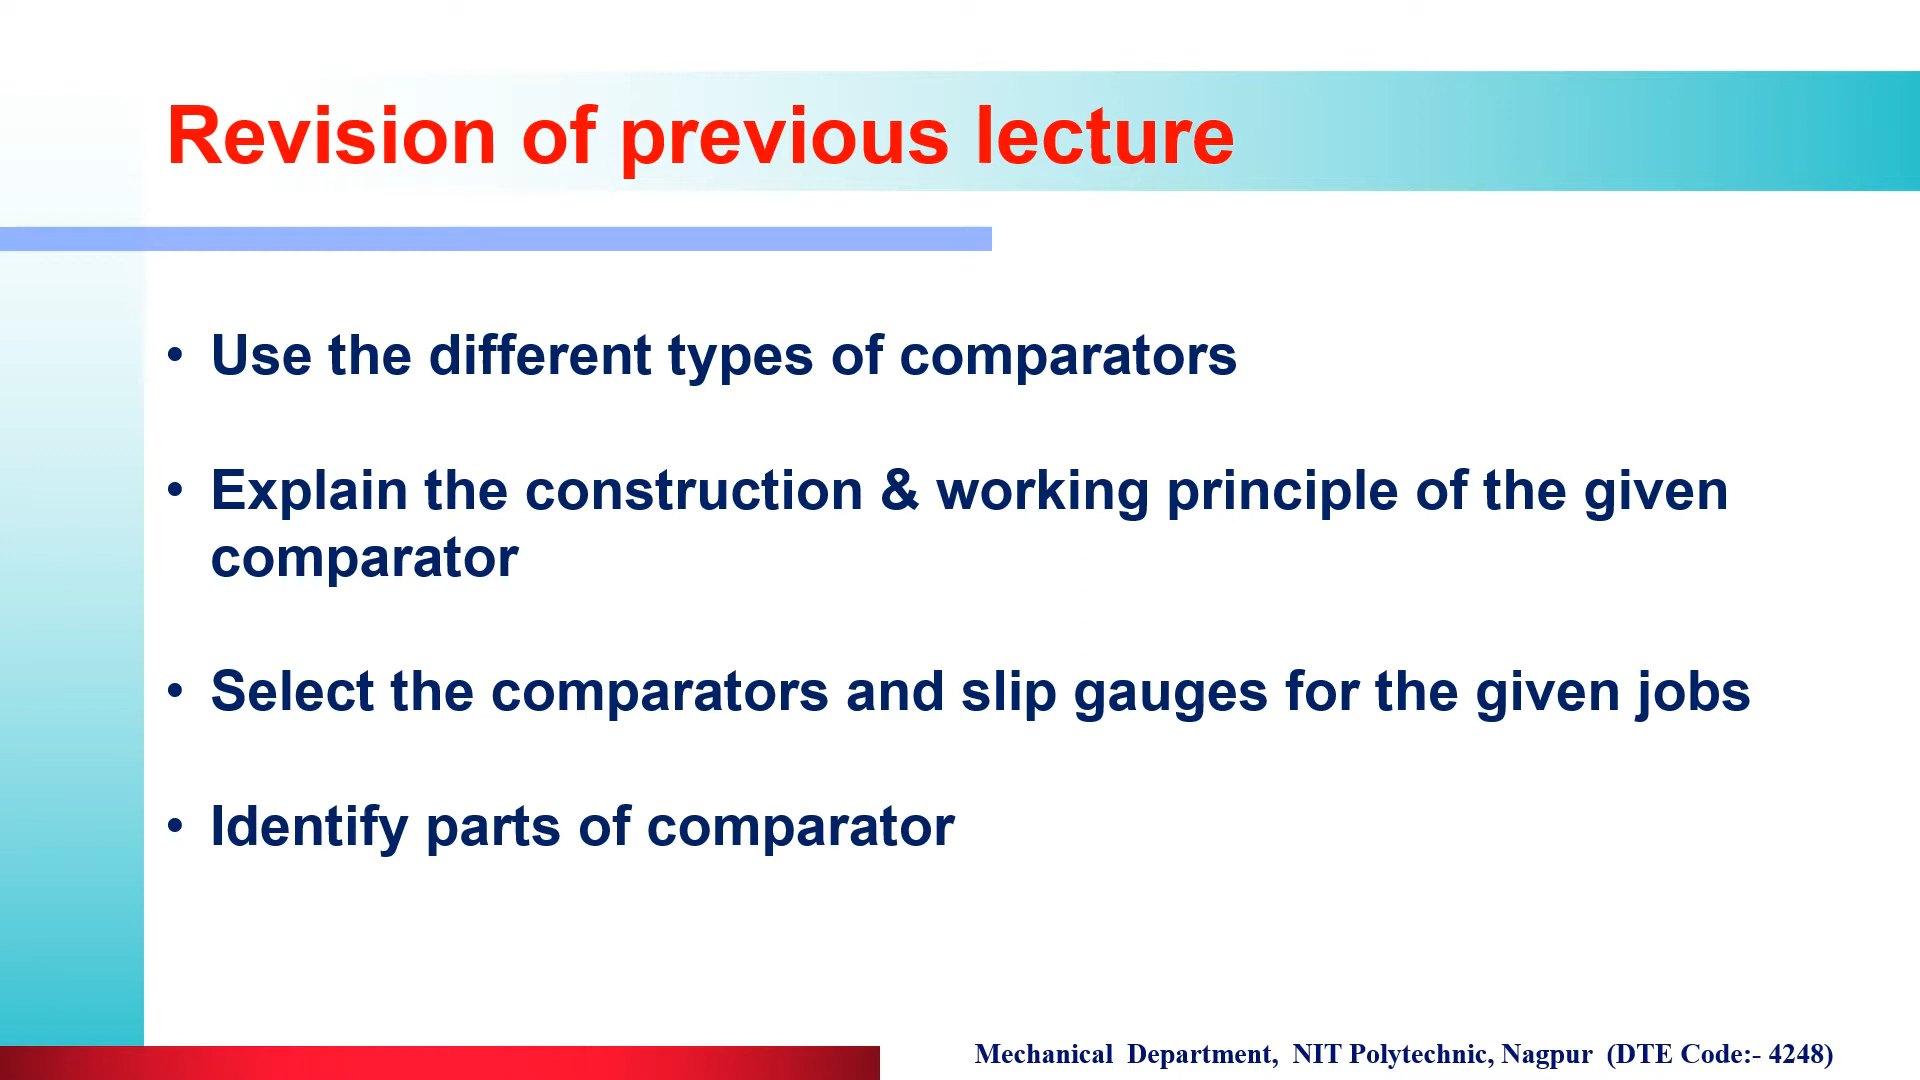 Revision of previous lecture
• Use the different types of comparators
• Explain the construction & working principle of the given
comparator
• Select the comparators and slip gauges for the given jobs
• Identify parts of comparator
Mechanical Department, NIT Polytechnic, Nagpur (DTE Code:- 4248)